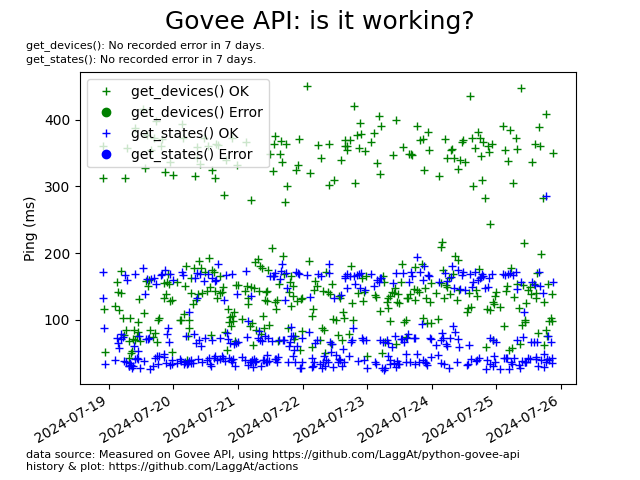 Govee API: is it working?
get_devices(): No recorded error in 7 days.
get_states(): No recorded error in 7 days.
get_devices() OK
get_devices() Error
get_states() OK
get_states() Error
400
300
200
100
Ping (ms)
2024-07-19
2024-07-20
2024-07-21
2024-07-22
2024-07-23
2024-07-24
2024-07-25
2024-07-26
data source: Measured on Govee API, using https://github.com/LaggAt/python-govee-api
history & plot: https://github.com/LaggAt/actions